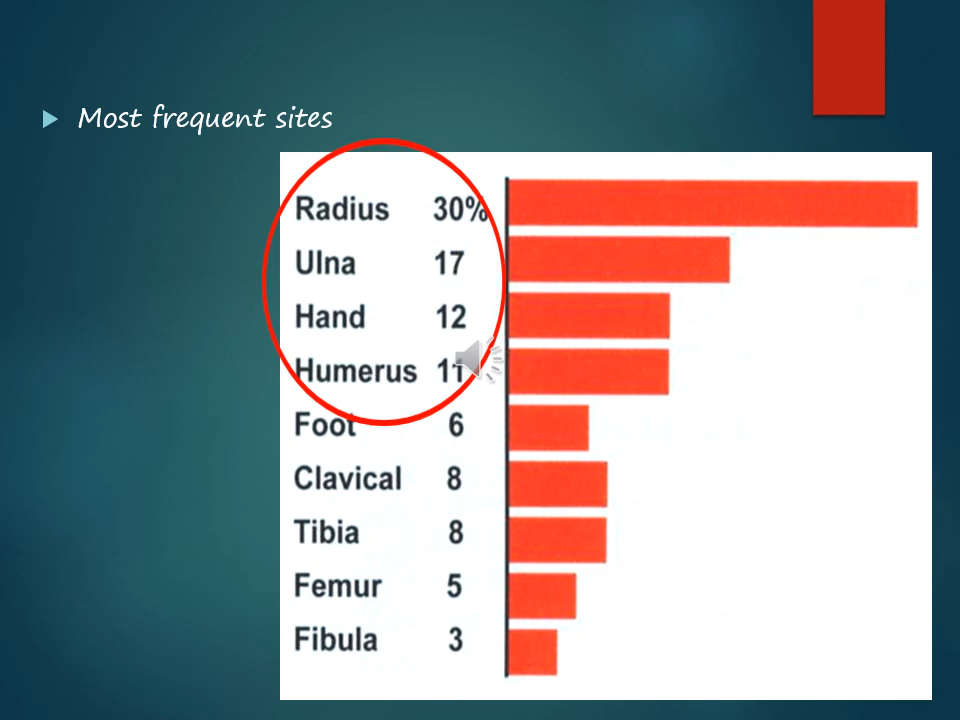 Most frequent sites
Radius 30%
Ulna 17
Hand 12
Humerus 11
Foot 6
Clavical 8
Tibia 8
Femur 5
Fibula 3